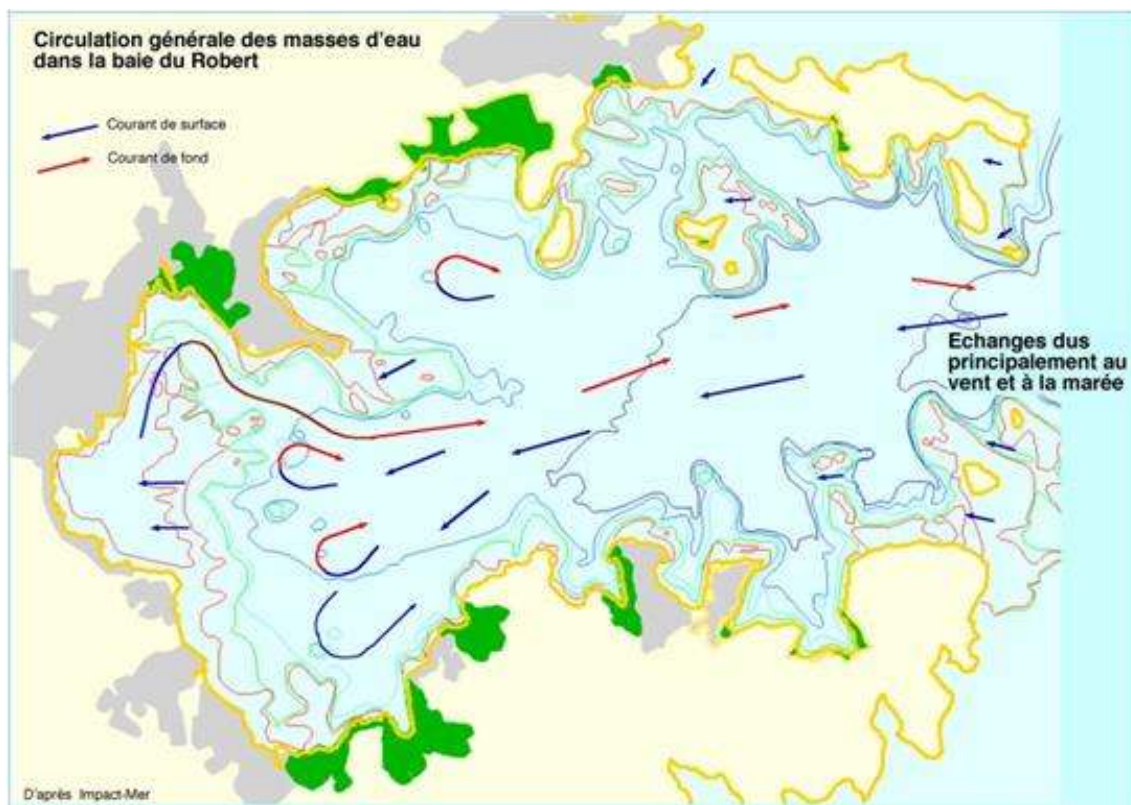 Circulation générale des masses d'eau
dans la baie du Robert
Courant de surface
Courant de fond
Echanges dus
principalement au
vent et à la marée
D'après Impact-Mer